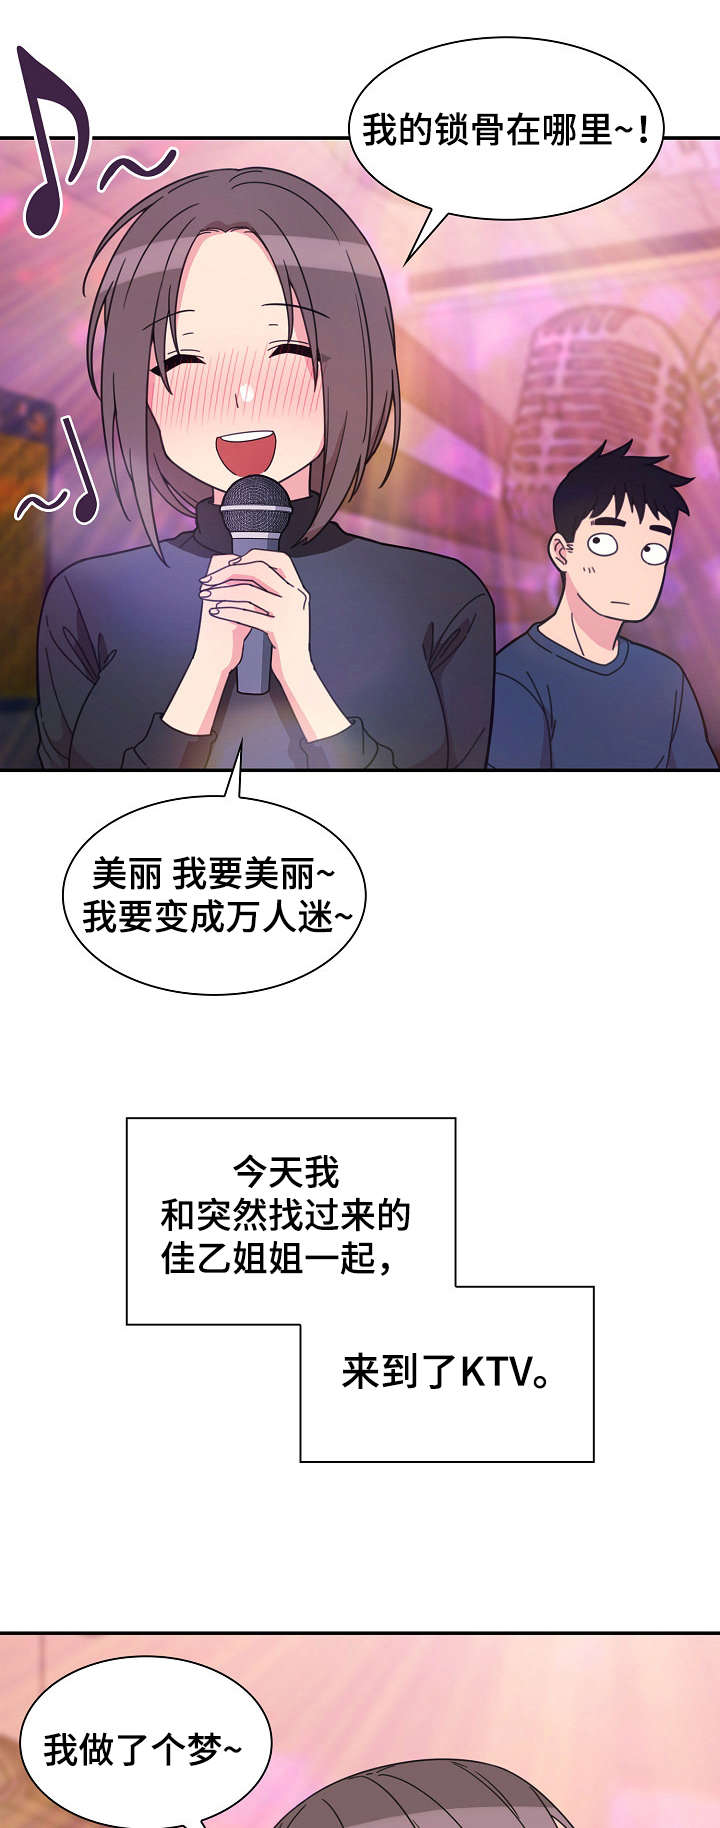 我的锁骨在哪里~！
美丽 我要美丽~
我要变成万人迷~
今天我
和突然找过来的
佳乙姐姐一起，
来到了KTV。
我做了个梦~